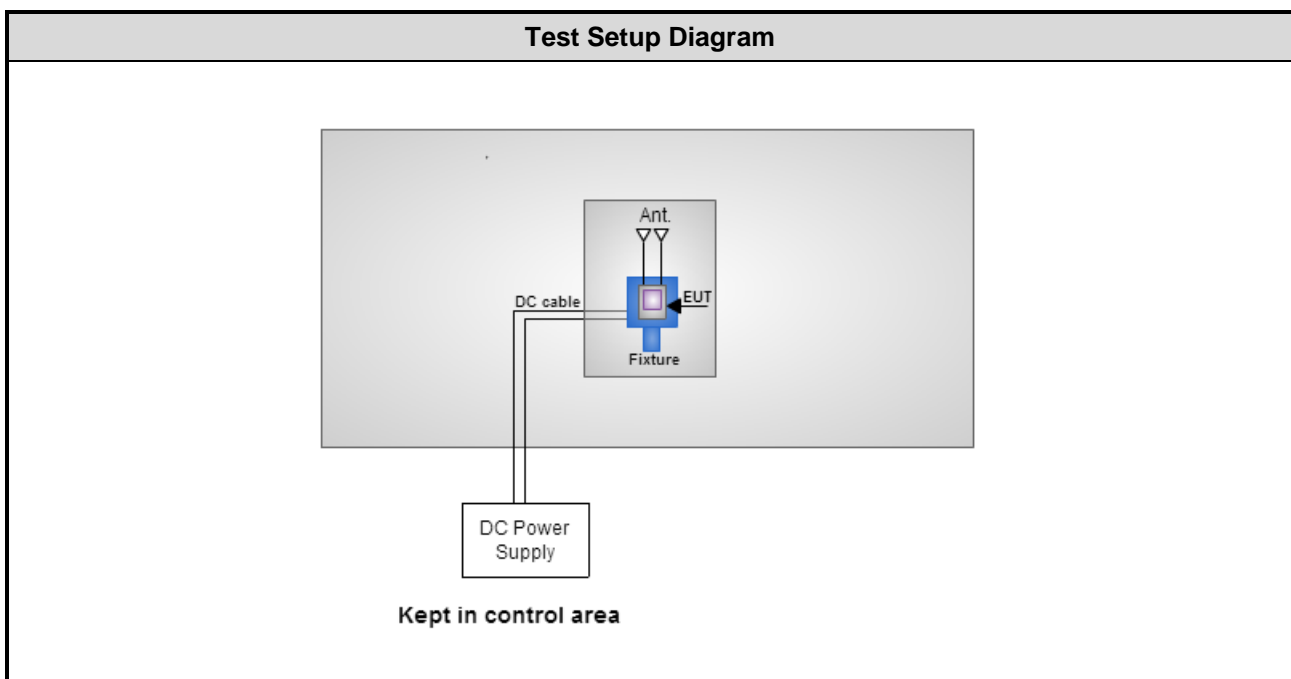 Test Setup Diagram
Ant.
DC cable
EUT
Fixture
DC Power
Supply
Kept in control area